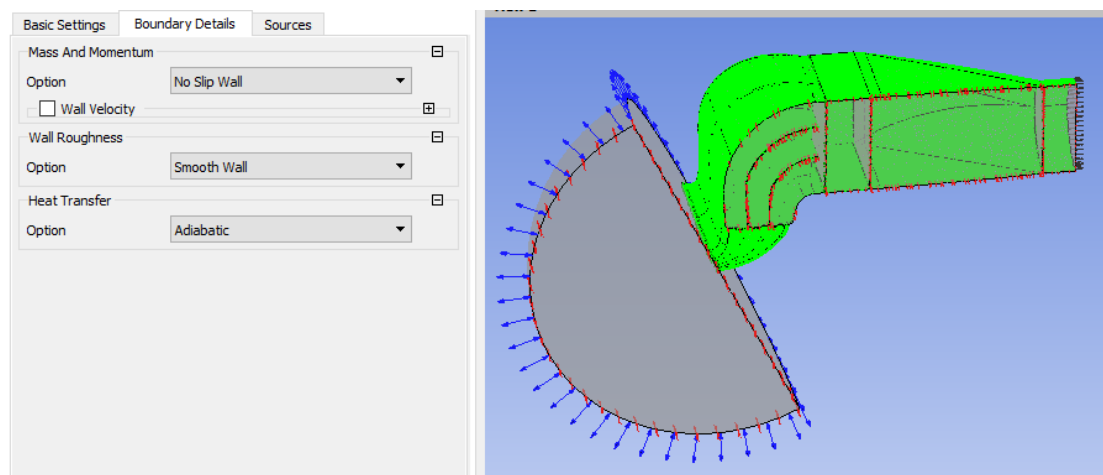 Basic Settings
Boundary Details
Sources
Mass And Momentum
Option
No Slip Wall
Wall Velocity
Wall Roughness
Option
Smooth Wall
Heat Transfer
Option
Adiabatic